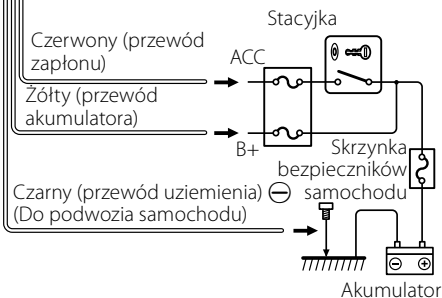 Stacyjka
Czerwony (przewód
zapłonu)
ACC
Żółty (przewód
akumulatora)
B+
Skrzynka
bezpieczników
samochodu
Czarny (przewód uziemienia) ⊖
(Do podwozia samochodu)
⊖ ⊕
Akumulator